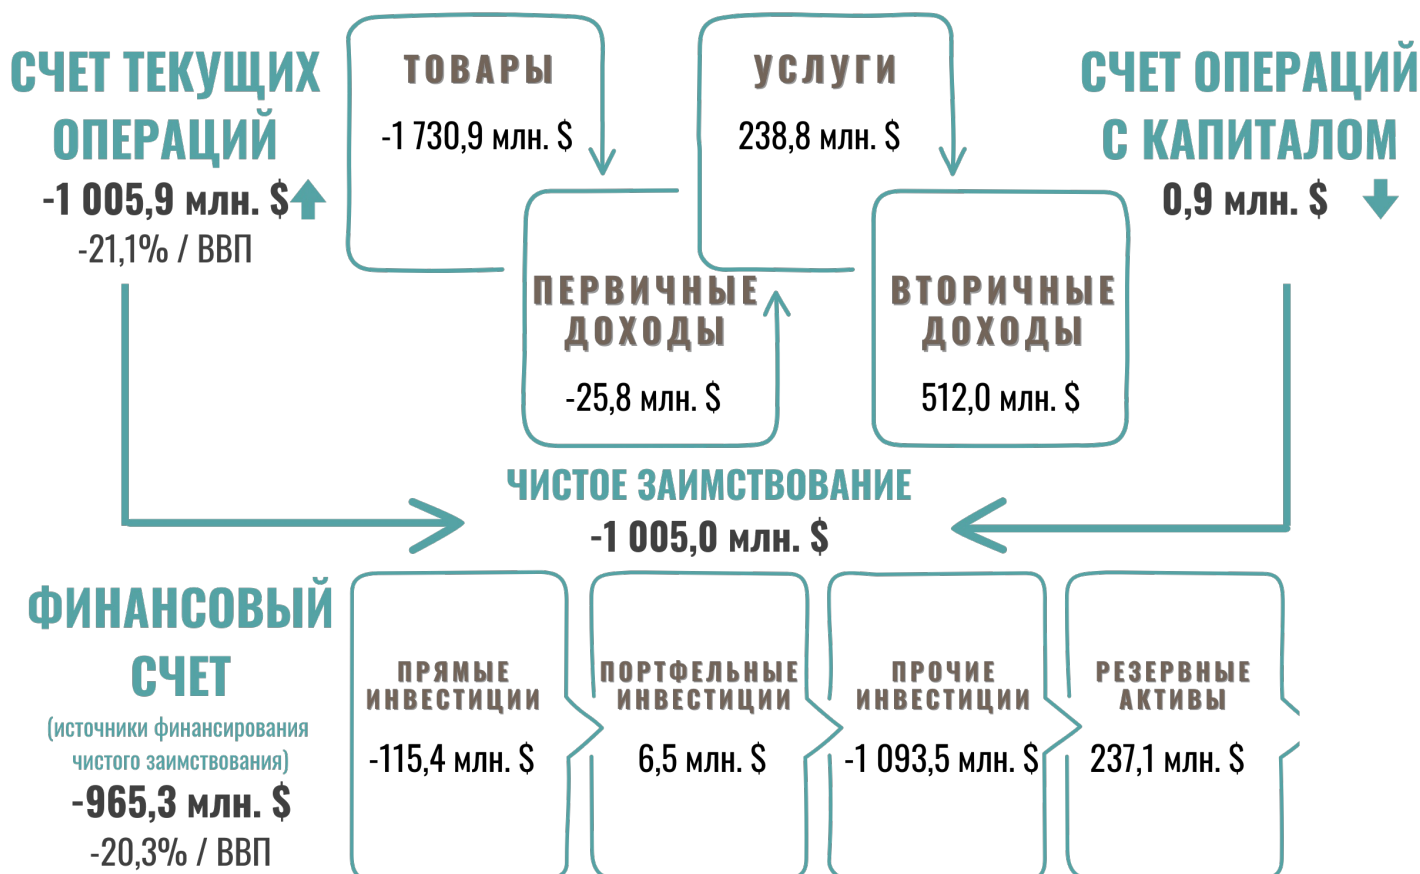 СЧЕТ ТЕКУЩИХ
ОПЕРАЦИЙ
-1 005,9 млн. $
-21,1% / ВВП
ТОВАРЫ
-1 730,9 млн. $
УСЛУГИ
238,8 млн. $
СЧЕТ ОПЕРАЦИЙ
С КАПИТАЛОМ
0,9 млн. $
ПЕРВИЧНЫЕ
ДОХОДЫ
-25,8 млн. $
ВТОРИЧНЫЕ
ДОХОДЫ
512,0 млн. $
ЧИСТОЕ ЗАИМСТВОВАНИЕ
-1 005,0 млн. $
ФИНАНСОВЫЙ
СЧЕТ
(источники финансирования
чистого заимствования)
-965,3 млн. $
-20,3% / ВВП
ПРЯМЫЕ
ИНВЕСТИЦИИ
-115,4 млн. $
ПОРТФЕЛЬНЫЕ
ИНВЕСТИЦИИ
6,5 млн. $
ПРОЧИЕ
ИНВЕСТИЦИИ
-1 093,5 млн. $
РЕЗЕРВНЫЕ
АКТИВЫ
237,1 млн. $